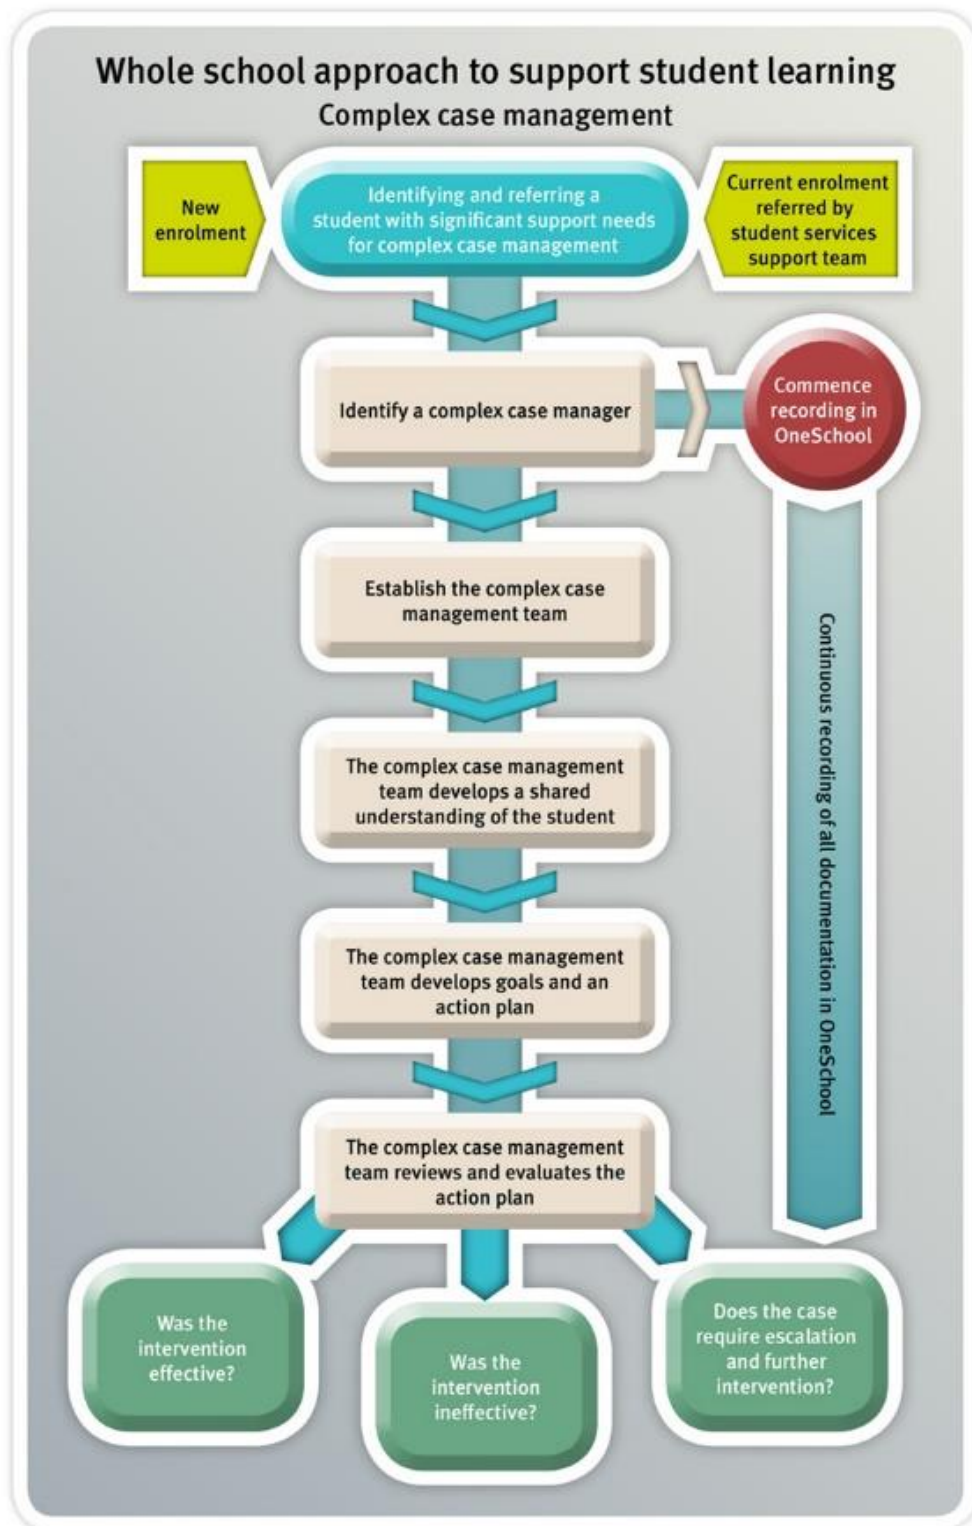 Whole school approach to support student learning
Complex case management
New
enrolment
Identifying and referring a
student with significant support needs
for complex case management
Current enrolment
referred by
student services
support team
Identify a complex case manager
Commence
recording in
OneSchool
Establish the complex case
management team
The complex case management
team develops a shared
understanding of the student
Continuous recording of all documentation in OneSchool
The complex case management
team develops goals and an
action plan
The complex case management
team reviews and evaluates the
action plan
Was the
intervention
effective?
Was the
intervention
ineffective?
Does the case
require escalation
and further
intervention?